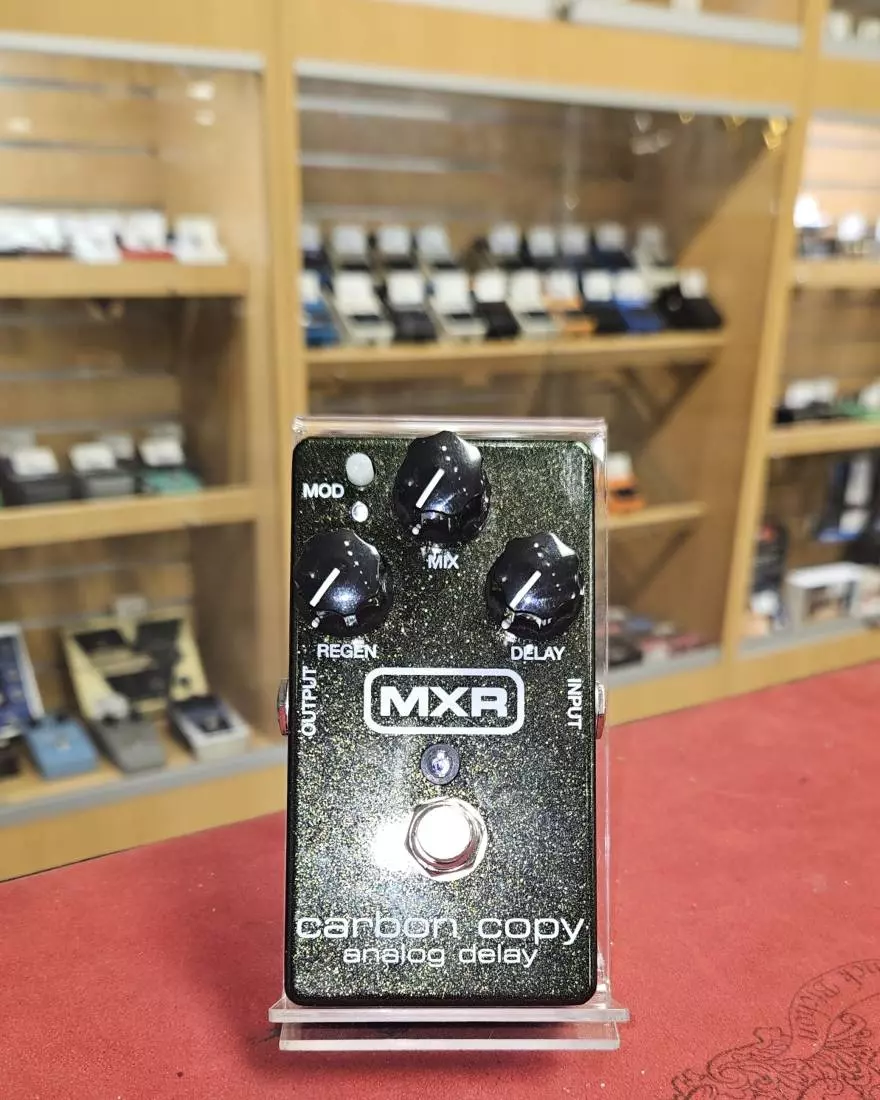 MOD
MIX
REGEN
DELAY
OUTPUT
INPUT
MXR
carbon copy
analog delay